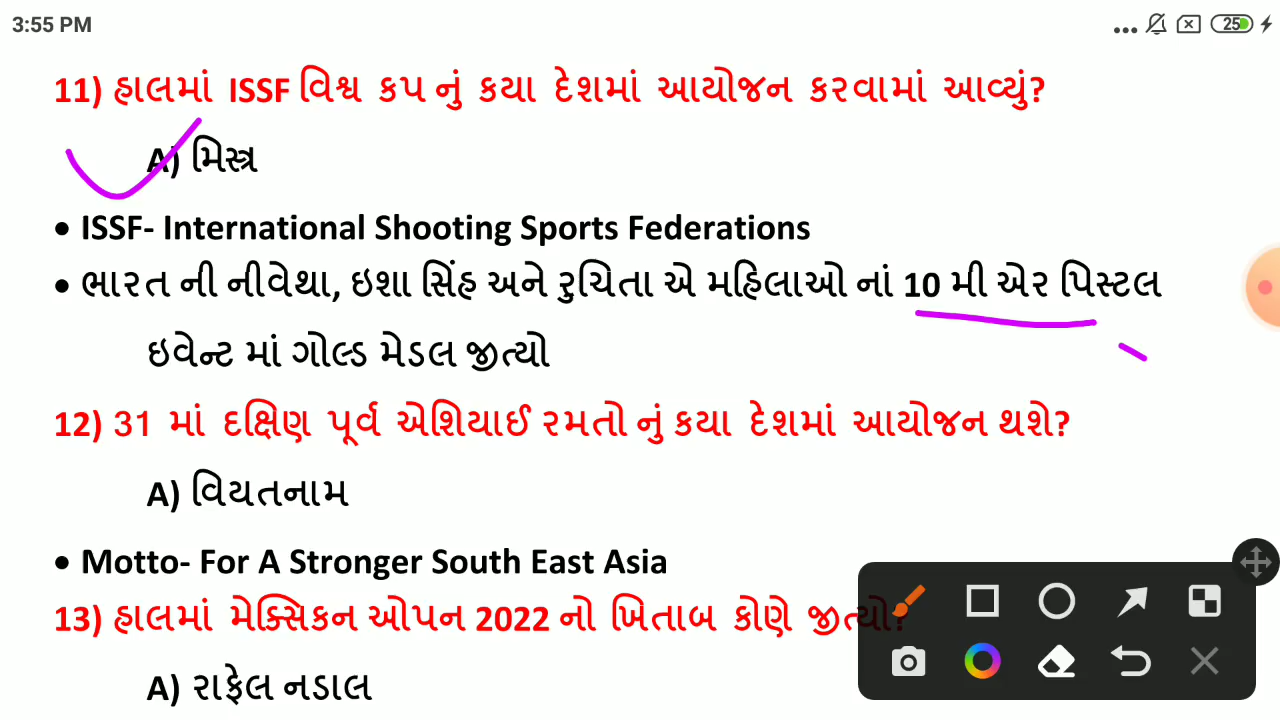 3:55 PM
25
11) હાલમાં ISSF વિશ્વ કપ નું કયા દેશમાં આયોજન કરવામાં આવ્યું?
A) મિસ્ત્ર
• ISSF- International Shooting Sports Federations
• ભારત ની નીવેથા, ઇશા સિંહ અને રુચિતા એ મહિલાઓ નાં 10 મી એર પિસ્ટલ
ઇવેન્ટ માં ગોલ્ડ મેડલ જીત્યો
12) 31 માં દક્ષિણ પૂર્વ એશિયાઈ રમતો નું કયા દેશમાં આયોજન થશે?
A) વિયતનામ
• Motto- For A Stronger South East Asia
13) હાલમાં મેક્સિકન ઓપન 2022 નો ખિતાબ કોણે જીત્યો?
A) રાફેલ નડાલ